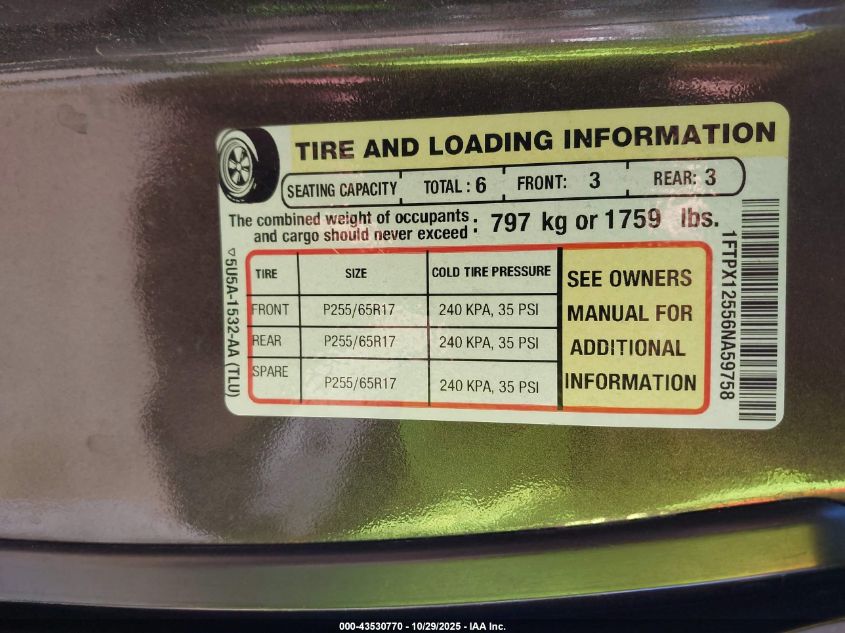 TIRE AND LOADING INFORMATION
SEATING CAPACITY TOTAL : 6 FRONT: 3 REAR: 3
The combined weight of occupants
and cargo should never exceed : 797 kg or 1759 lbs.
TIRE SIZE COLD TIRE PRESSURE
FRONT P255/65R17 240 KPA, 35 PSI
REAR P255/65R17 240 KPA, 35 PSI
SPARE P255/65R17 240 KPA, 35 PSI
SEE OWNERS
MANUAL FOR
ADDITIONAL
INFORMATION
5U5A-1532-AA (TLU)
1FTPX12556NA59758
000-43530770 - 10/29/2025 - IAA Inc.